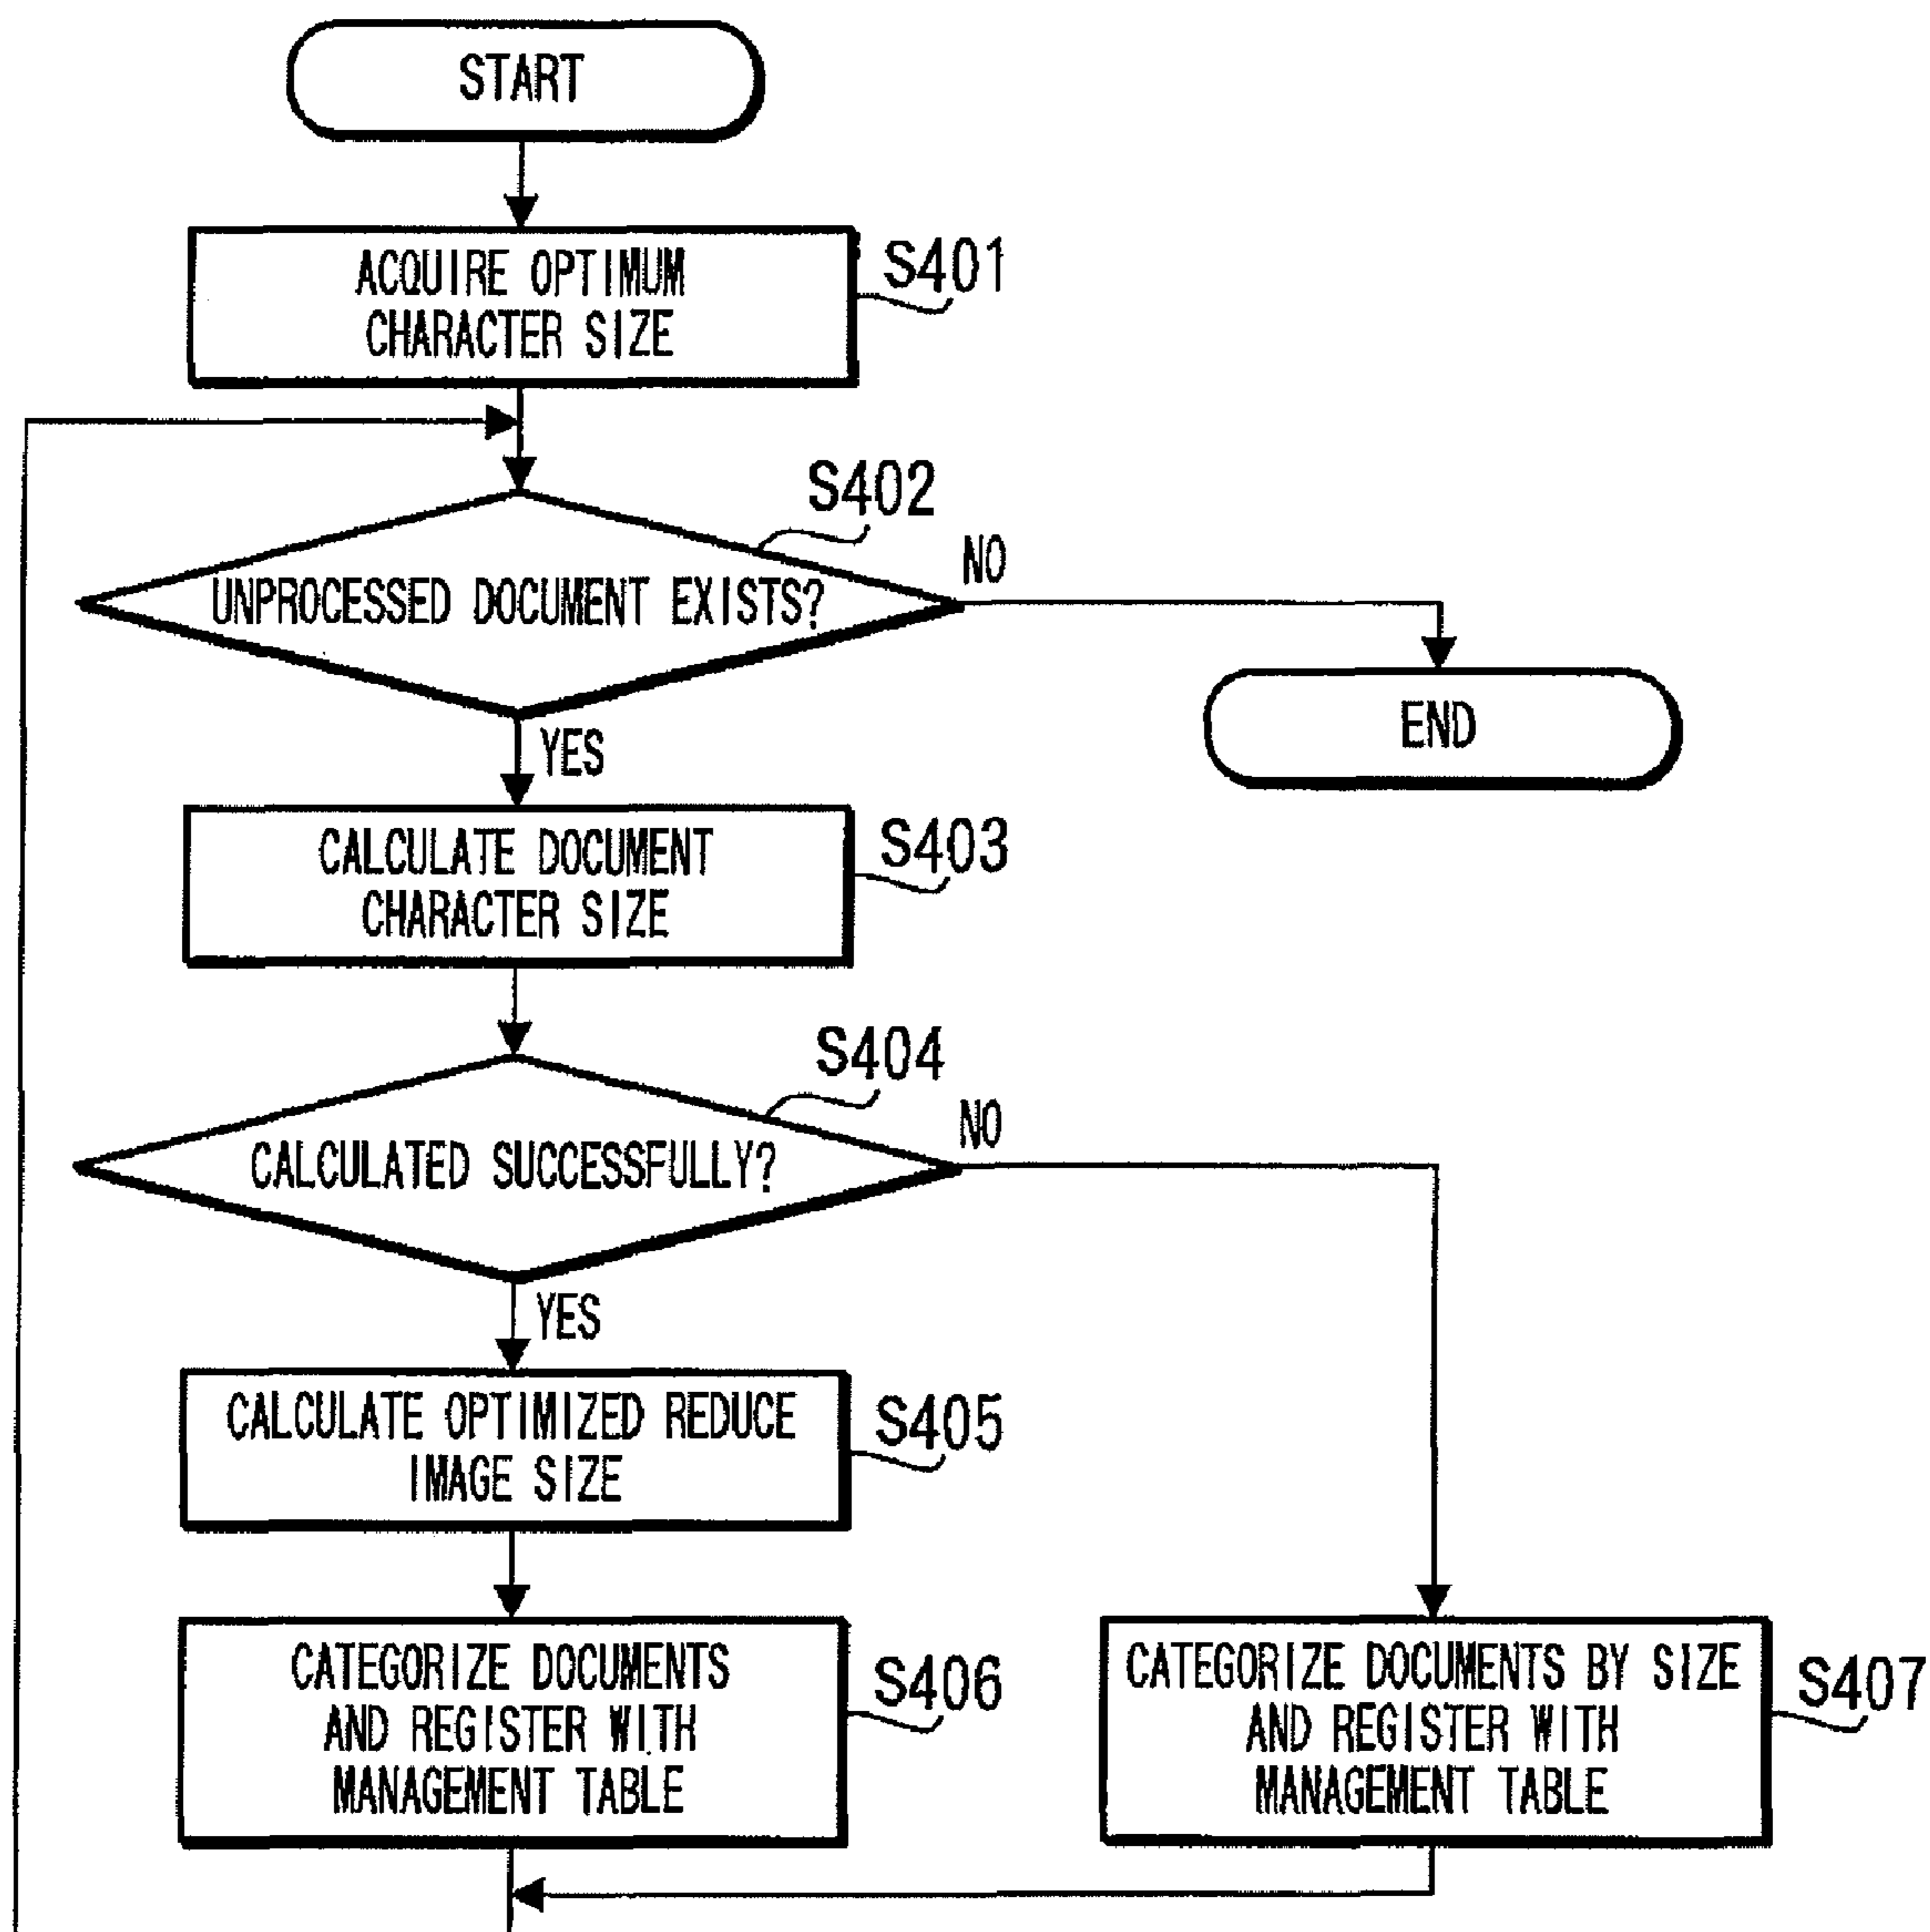 START
ACQUIRE OPTIMUM
CHARACTER SIZE
S401
S402
UNPROCESSED DOCUMENT EXISTS?
NO
END
YES
CALCULATE DOCUMENT
CHARACTER SIZE
S403
S404
CALCULATED SUCCESSFULLY?
NO
YES
CALCULATE OPTIMIZED REDUCE
IMAGE SIZE
S405
CATEGORIZE DOCUMENTS
AND REGISTER WITH
MANAGEMENT TABLE
S406
CATEGORIZE DOCUMENTS BY SIZE
AND REGISTER WITH
MANAGEMENT TABLE
S407